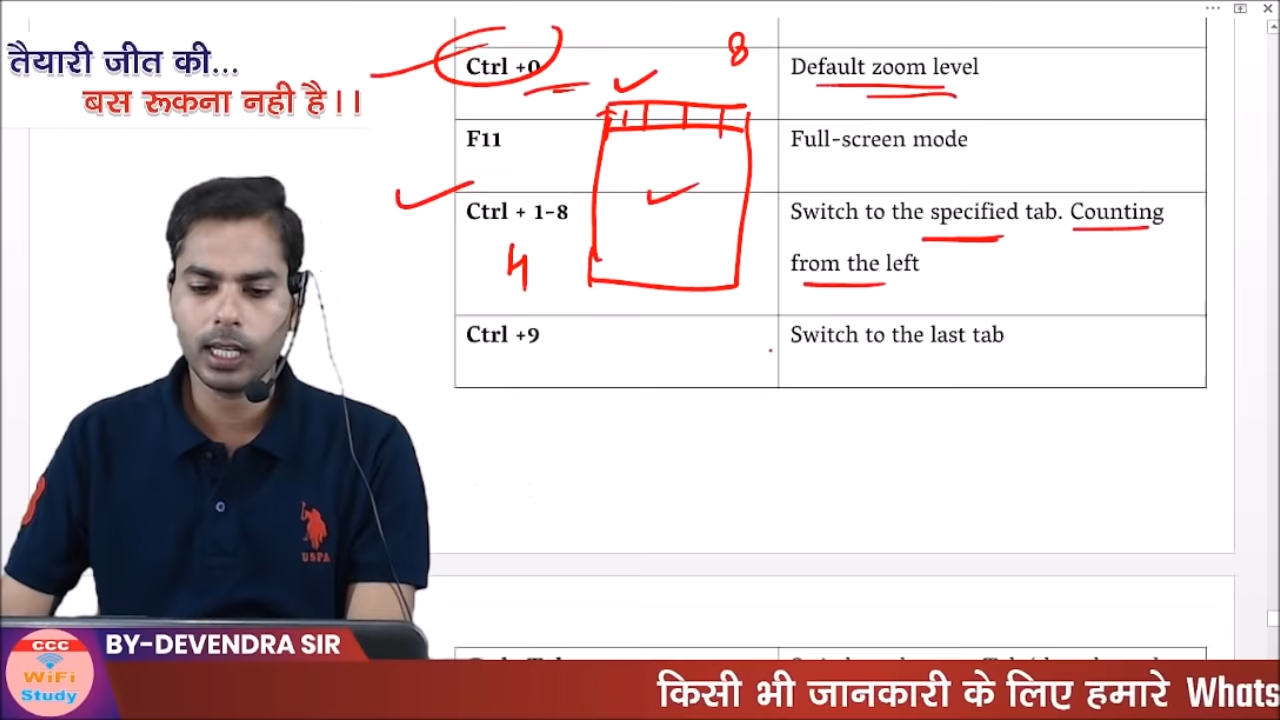 तैयारी जीत की...
बस रूकना नही है।।
8
Ctrl +0 Default zoom level
F11 Full-screen mode
Ctrl + 1-8 Switch to the specified tab. Counting
from the left
4
Ctrl +9 Switch to the last tab
USPA
CCC
WiFi
Study
BY-DEVENDRA SIR
किसी भी जानकारी के लिए हमारे Whats